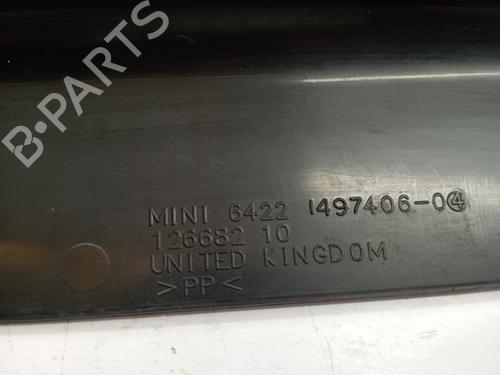 B-PARTS
MINI 6422 1497406-04
126682 10
UNITED KINGDOM
>PP<